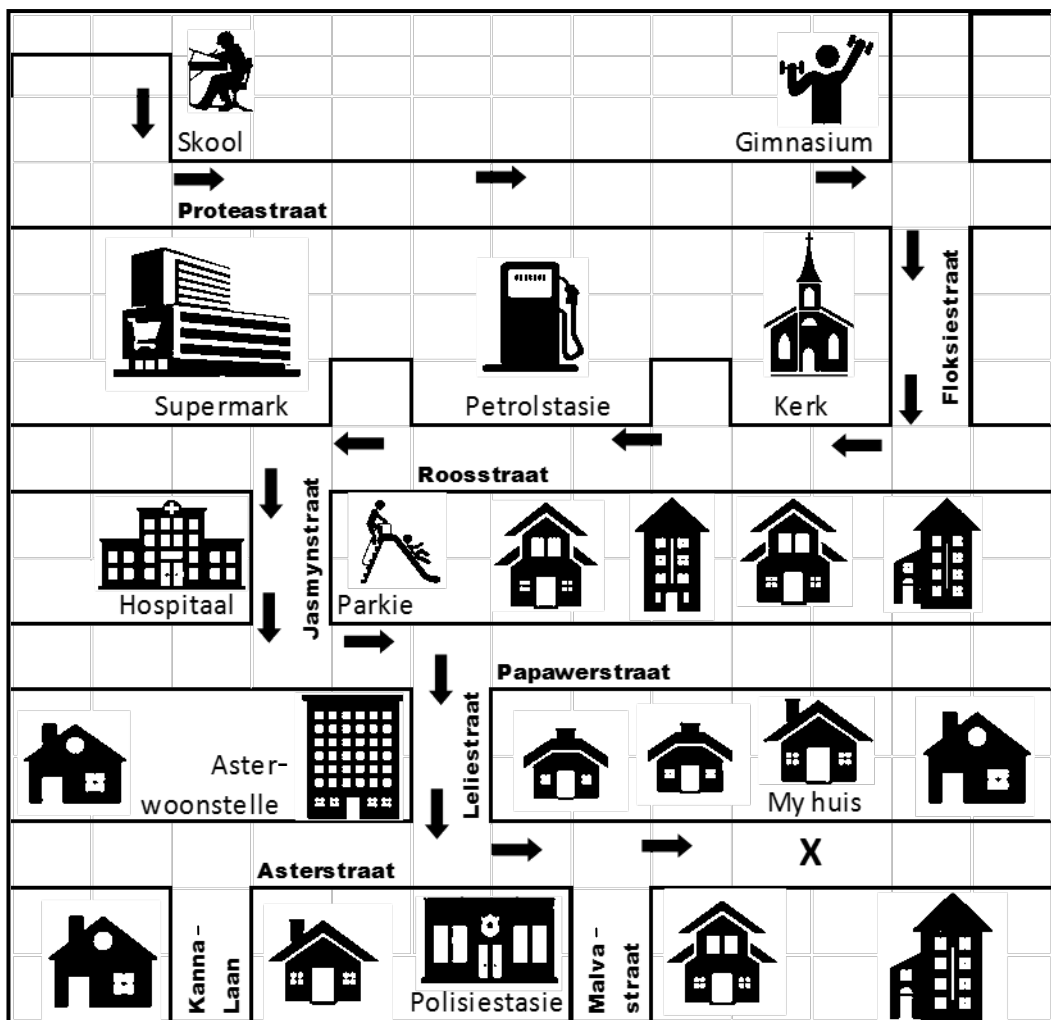 Skool
Gimnasium
Proteastraat
Floksiestraat
Supermark
Petrolstasie
Kerk
Roosstraat
Jasmynstraat
Hospitaal
Parkie
Papawerstraat
Leliestraat
Aster-
woonstelle
My huis
X
Asterstraat
Kanna-
Laan
Polisiestasie
Malva-
straat